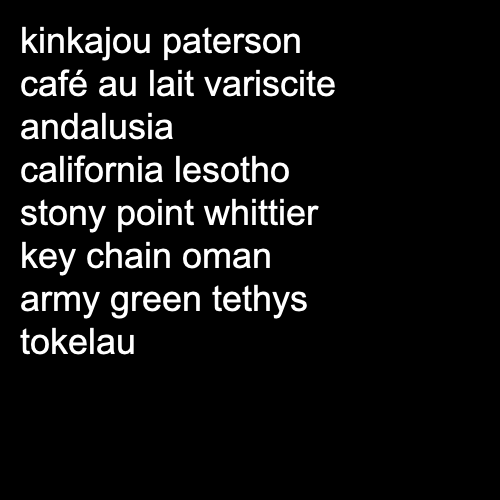 kinkajou paterson
café au lait variscite
andalusia
california lesotho
stony point whittier
key chain oman
army green tethys
tokelau